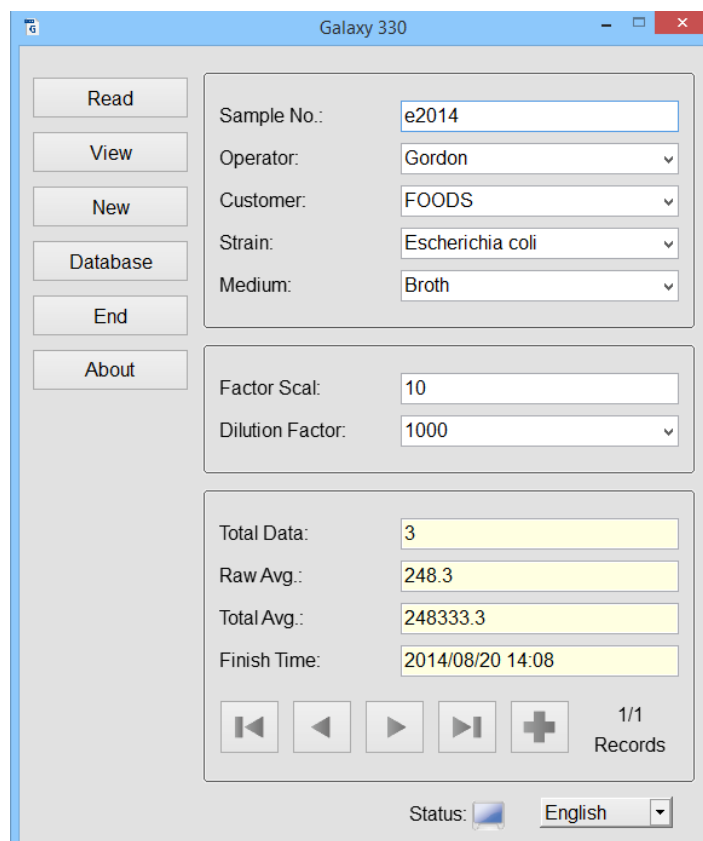 Galaxy 330
Read
View
New
Database
End
About
Sample No.: e2014
Operator: Gordon
Customer: FOODS
Strain: Escherichia coli
Medium: Broth
Factor Scal: 10
Dilution Factor: 1000
Total Data: 3
Raw Avg.: 248.3
Total Avg.: 248333.3
Finish Time: 2014/08/20 14:08
1/1
Records
Status: English